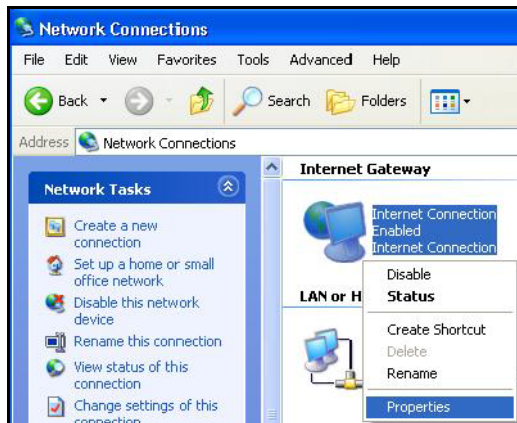 Network Connections
File Edit View Favorites Tools Advanced Help
Back Search Folders
Address Network Connections
Network Tasks
Create a new
connection
Set up a home or small
office network
Disable this network
device
Rename this connection
View status of this
connection
Change settings of this
connection
Internet Gateway
Internet Connection
Enabled
Internet Connection
LAN or H
Disable
Status
Create Shortcut
Delete
Rename
Properties